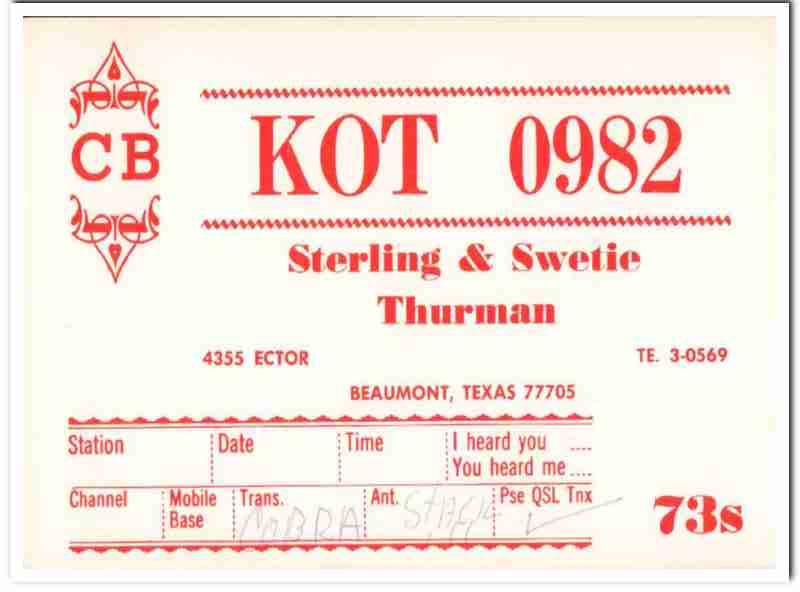 CB
KOT 0982
Sterling & Swetie
Thurman
4355 ECTOR
TE. 3-0569
BEAUMONT, TEXAS 77705
Station Date Time I heard you ....
You heard me ....
Channel Mobile Trans. Ant. Pse QSL Tnx
Base COBRA
73s